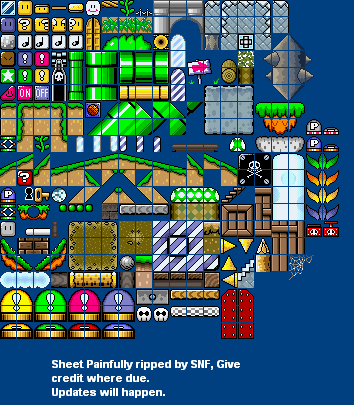 ON OFF
P
P
P
P
Sheet Painfully ripped by SNF, Give
credit where due.
Updates will happen.